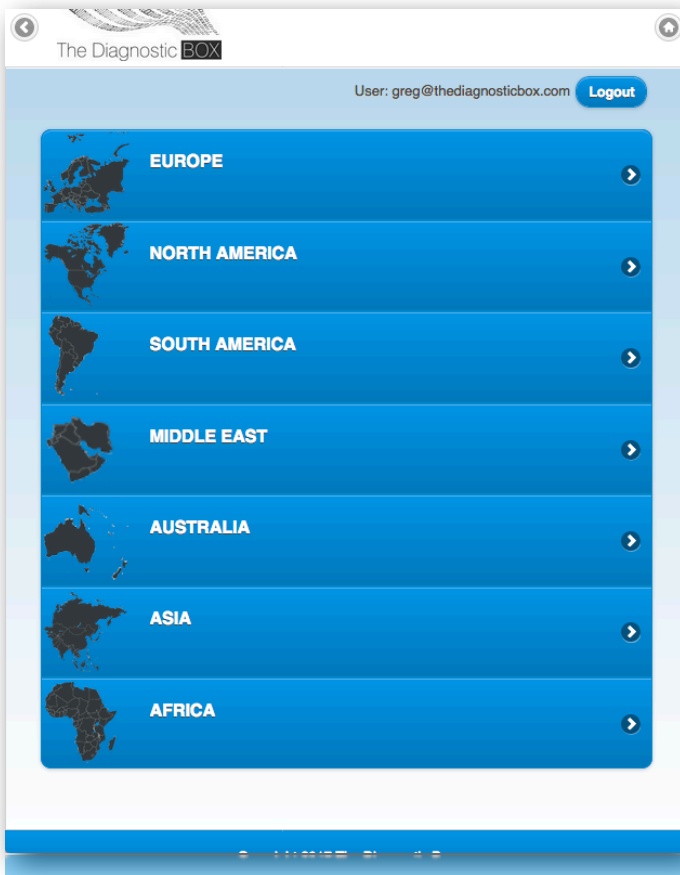 The Diagnostic BOX
User: greg@thediagnosticbox.com Logout
EUROPE
NORTH AMERICA
SOUTH AMERICA
MIDDLE EAST
AUSTRALIA
ASIA
AFRICA